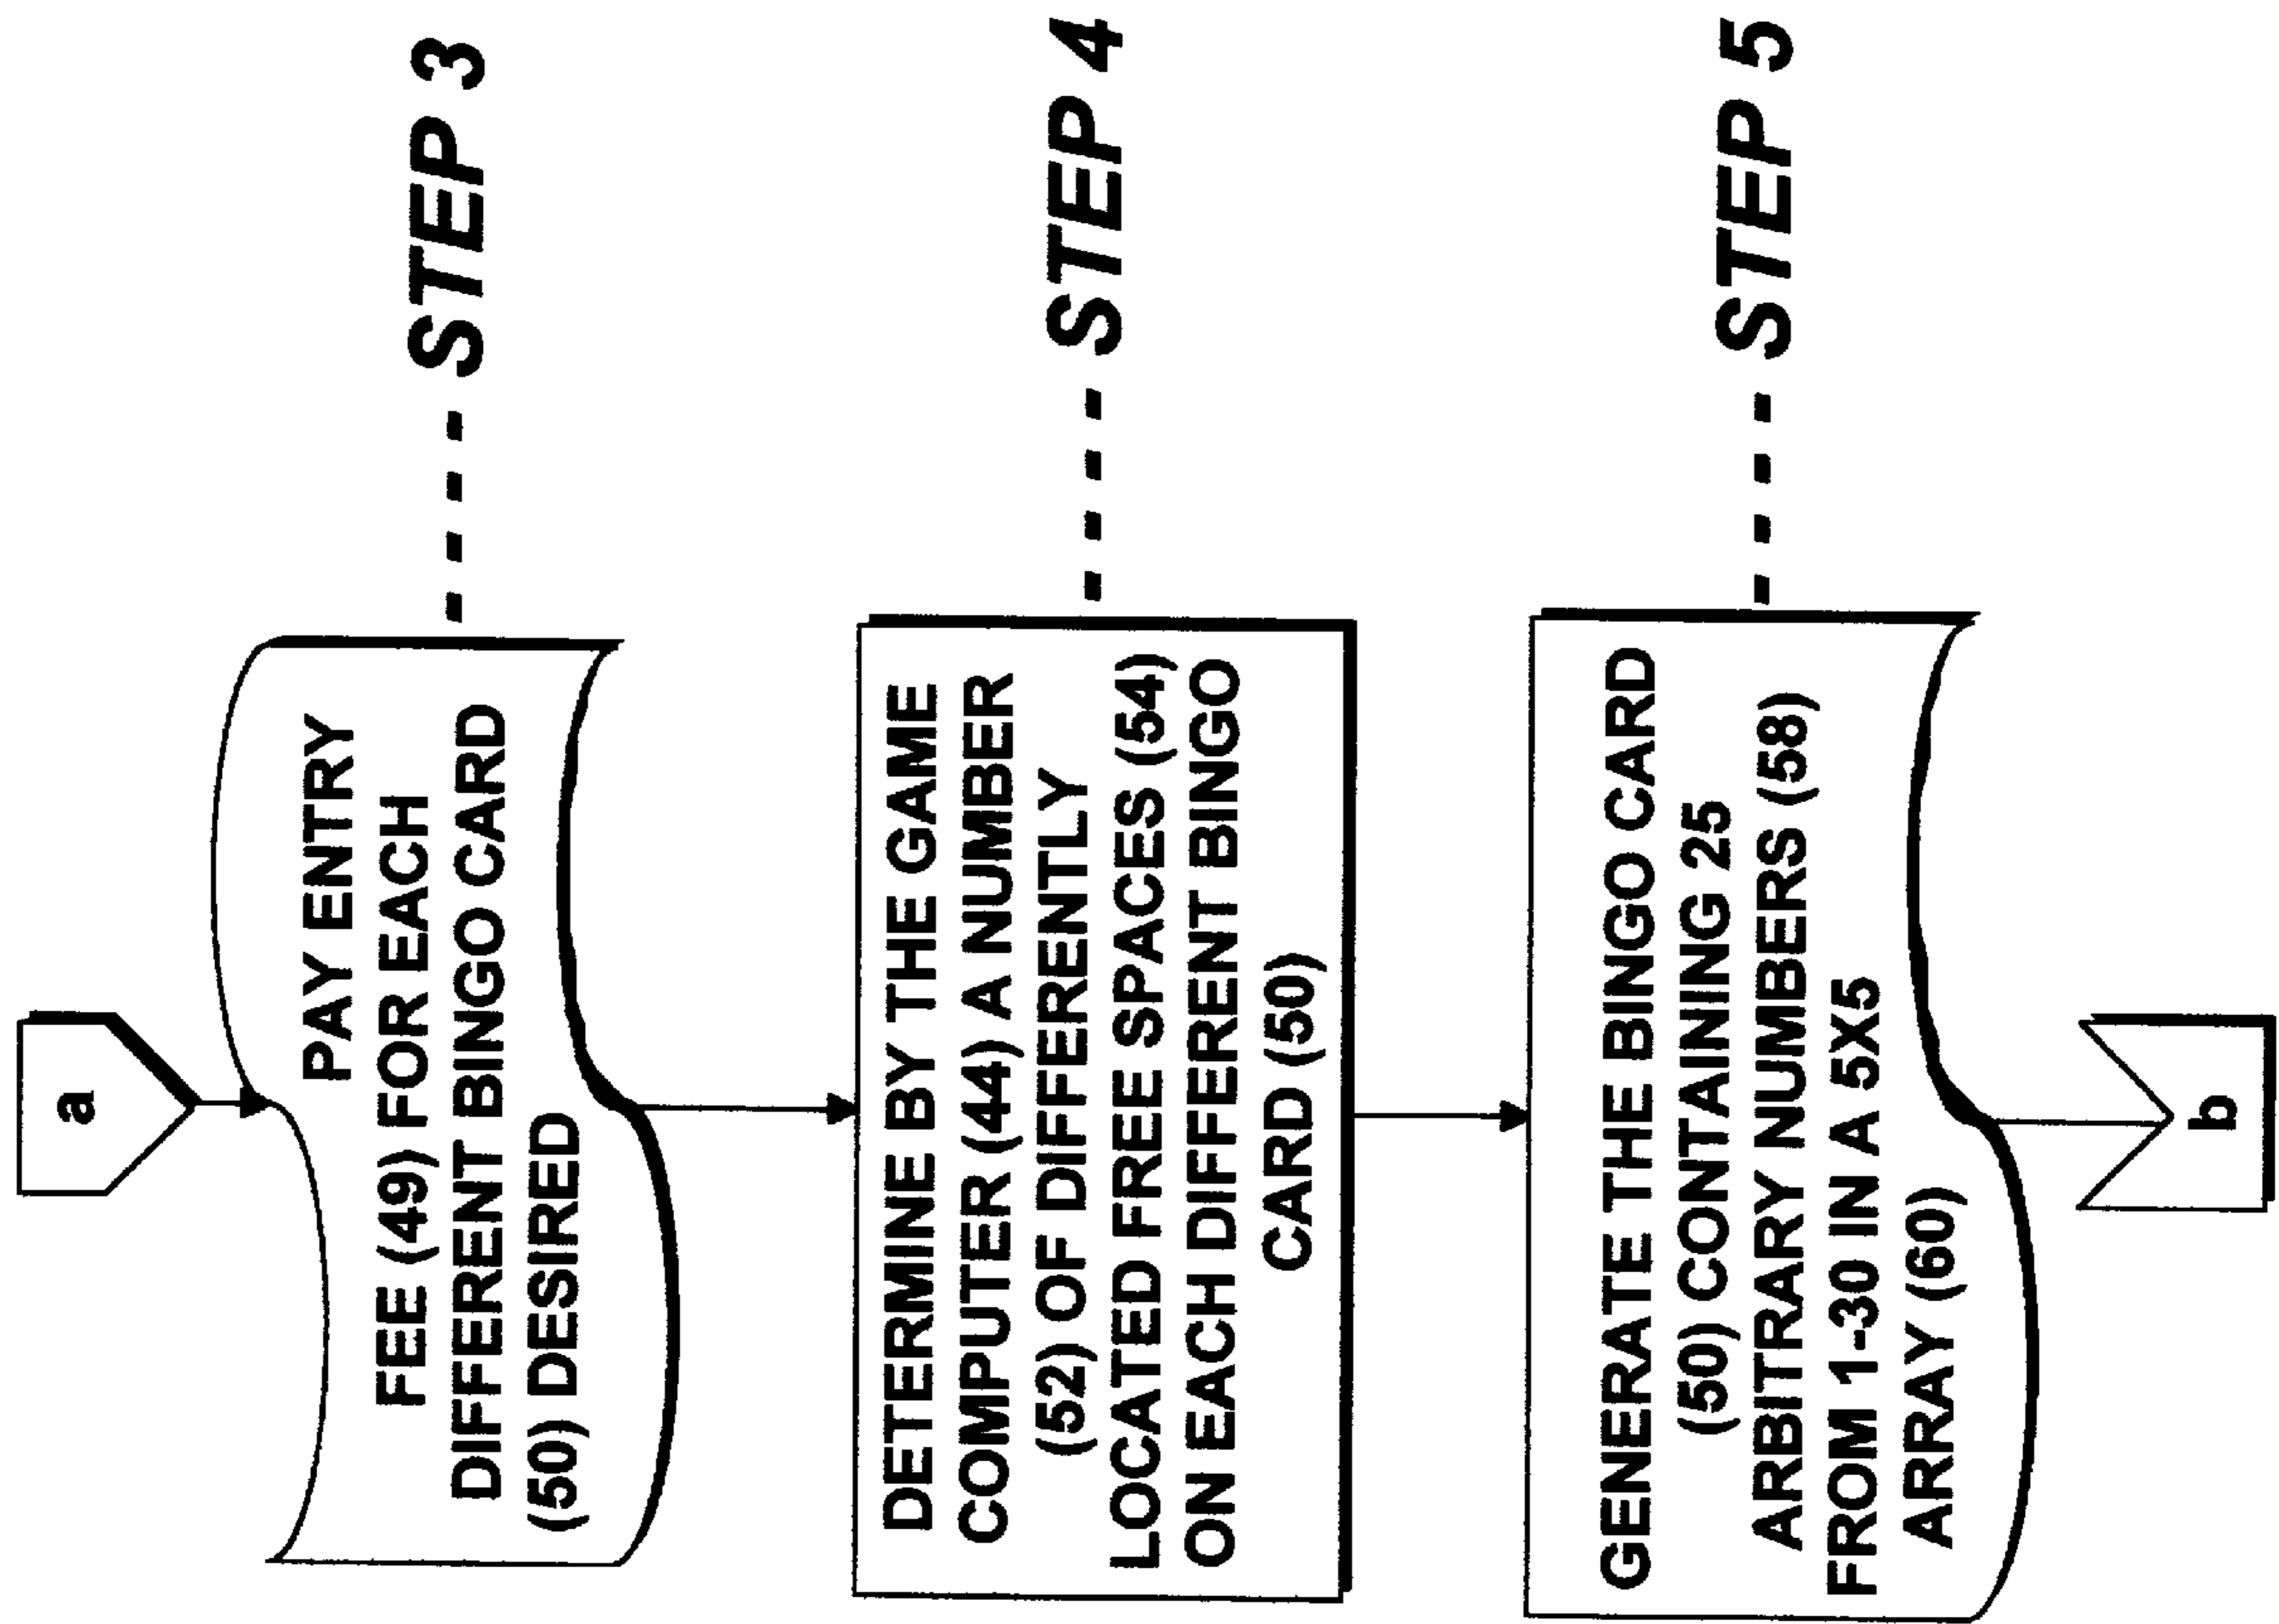 a
PAY ENTRY
FEE (49) FOR EACH
DIFFERENT BINGO CARD
(50) DESIRED
STEP 3
DETERMINE BY THE GAME
COMPUTER (44) A NUMBER
(52) OF DIFFERENTLY
LOCATED FREE SPACES (54)
ON EACH DIFFERENT BINGO
CARD (50)
STEP 4
GENERATE THE BINGO CARD
(50) CONTAINING 25
ARBITRARY NUMBERS (58)
FROM 1-30 IN A 5X5
ARRAY (60)
STEP 5
b